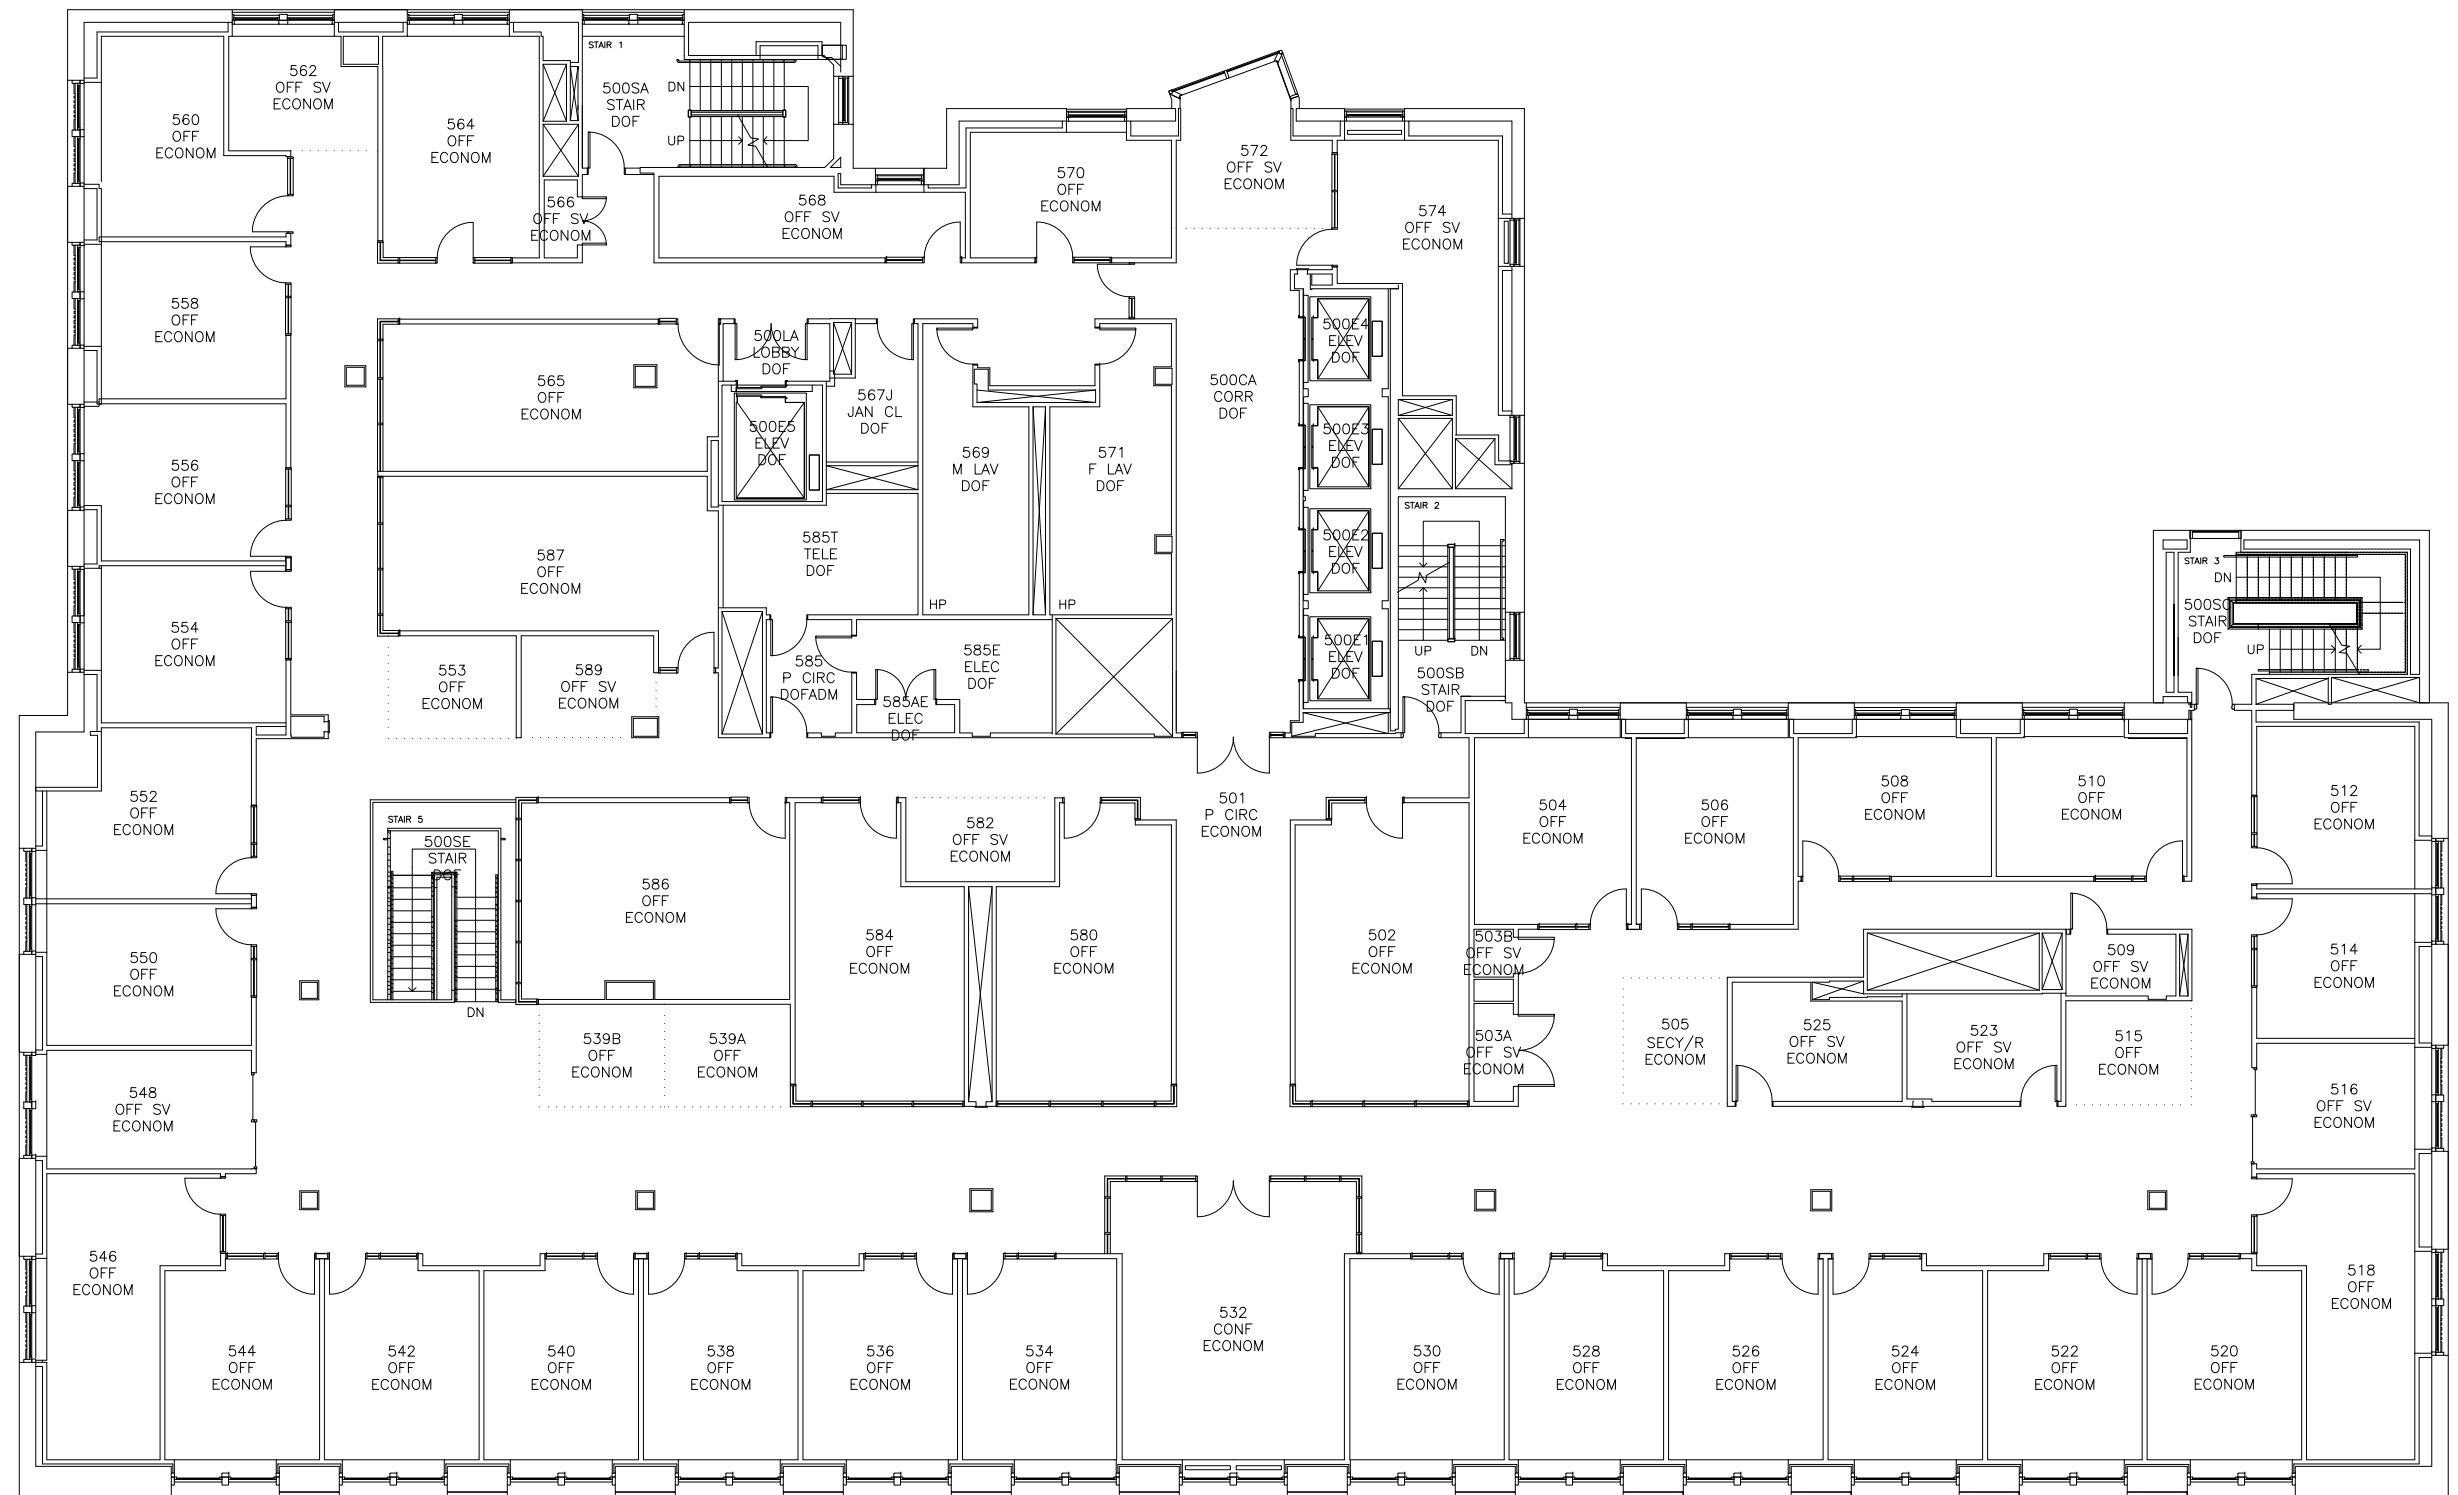 STAIR 1
562
OFF SV
ECONOM
560
OFF
ECONOM
564
OFF
ECONOM
500SA
STAIR
DOF
DN
UP
566
OFF SV
ECONOM
568
OFF SV
ECONOM
570
OFF
ECONOM
572
OFF SV
ECONOM
574
OFF SV
ECONOM
558
OFF
ECONOM
565
OFF
ECONOM
500LA
LOBBY
DOF
567J
JAN CL
DOF
500E5
ELEV
DOF
500CA
CORR
DOF
500E4
ELEV
DOF
500E3
ELEV
DOF
500E2
ELEV
DOF
500E1
ELEV
DOF
556
OFF
ECONOM
569
M LAV
DOF
HP
571
F LAV
DOF
HP
STAIR 2
UP
DN
500SB
STAIR
DOF
587
OFF
ECONOM
585T
TELE
DOF
554
OFF
ECONOM
553
OFF
ECONOM
589
OFF SV
ECONOM
585
P CIRC
DOFADM
585E
ELEC
DOF
585AE
ELEC
DOF
STAIR 3
DN
500SC
STAIR
DOF
UP
552
OFF
ECONOM
STAIR 5
500SE
STAIR
DOF
DN
586
OFF
ECONOM
582
OFF SV
ECONOM
501
P CIRC
ECONOM
504
OFF
ECONOM
506
OFF
ECONOM
508
OFF
ECONOM
510
OFF
ECONOM
512
OFF
ECONOM
550
OFF
ECONOM
584
OFF
ECONOM
580
OFF
ECONOM
502
OFF
ECONOM
503B
OFF SV
ECONOM
509
OFF SV
ECONOM
514
OFF
ECONOM
539B
OFF
ECONOM
539A
OFF
ECONOM
503A
OFF SV
ECONOM
505
SECY/R
ECONOM
525
OFF SV
ECONOM
523
OFF SV
ECONOM
515
OFF
ECONOM
548
OFF SV
ECONOM
516
OFF SV
ECONOM
546
OFF
ECONOM
518
OFF
ECONOM
544
OFF
ECONOM
542
OFF
ECONOM
540
OFF
ECONOM
538
OFF
ECONOM
536
OFF
ECONOM
534
OFF
ECONOM
532
CONF
ECONOM
530
OFF
ECONOM
528
OFF
ECONOM
526
OFF
ECONOM
524
OFF
ECONOM
522
OFF
ECONOM
520
OFF
ECONOM